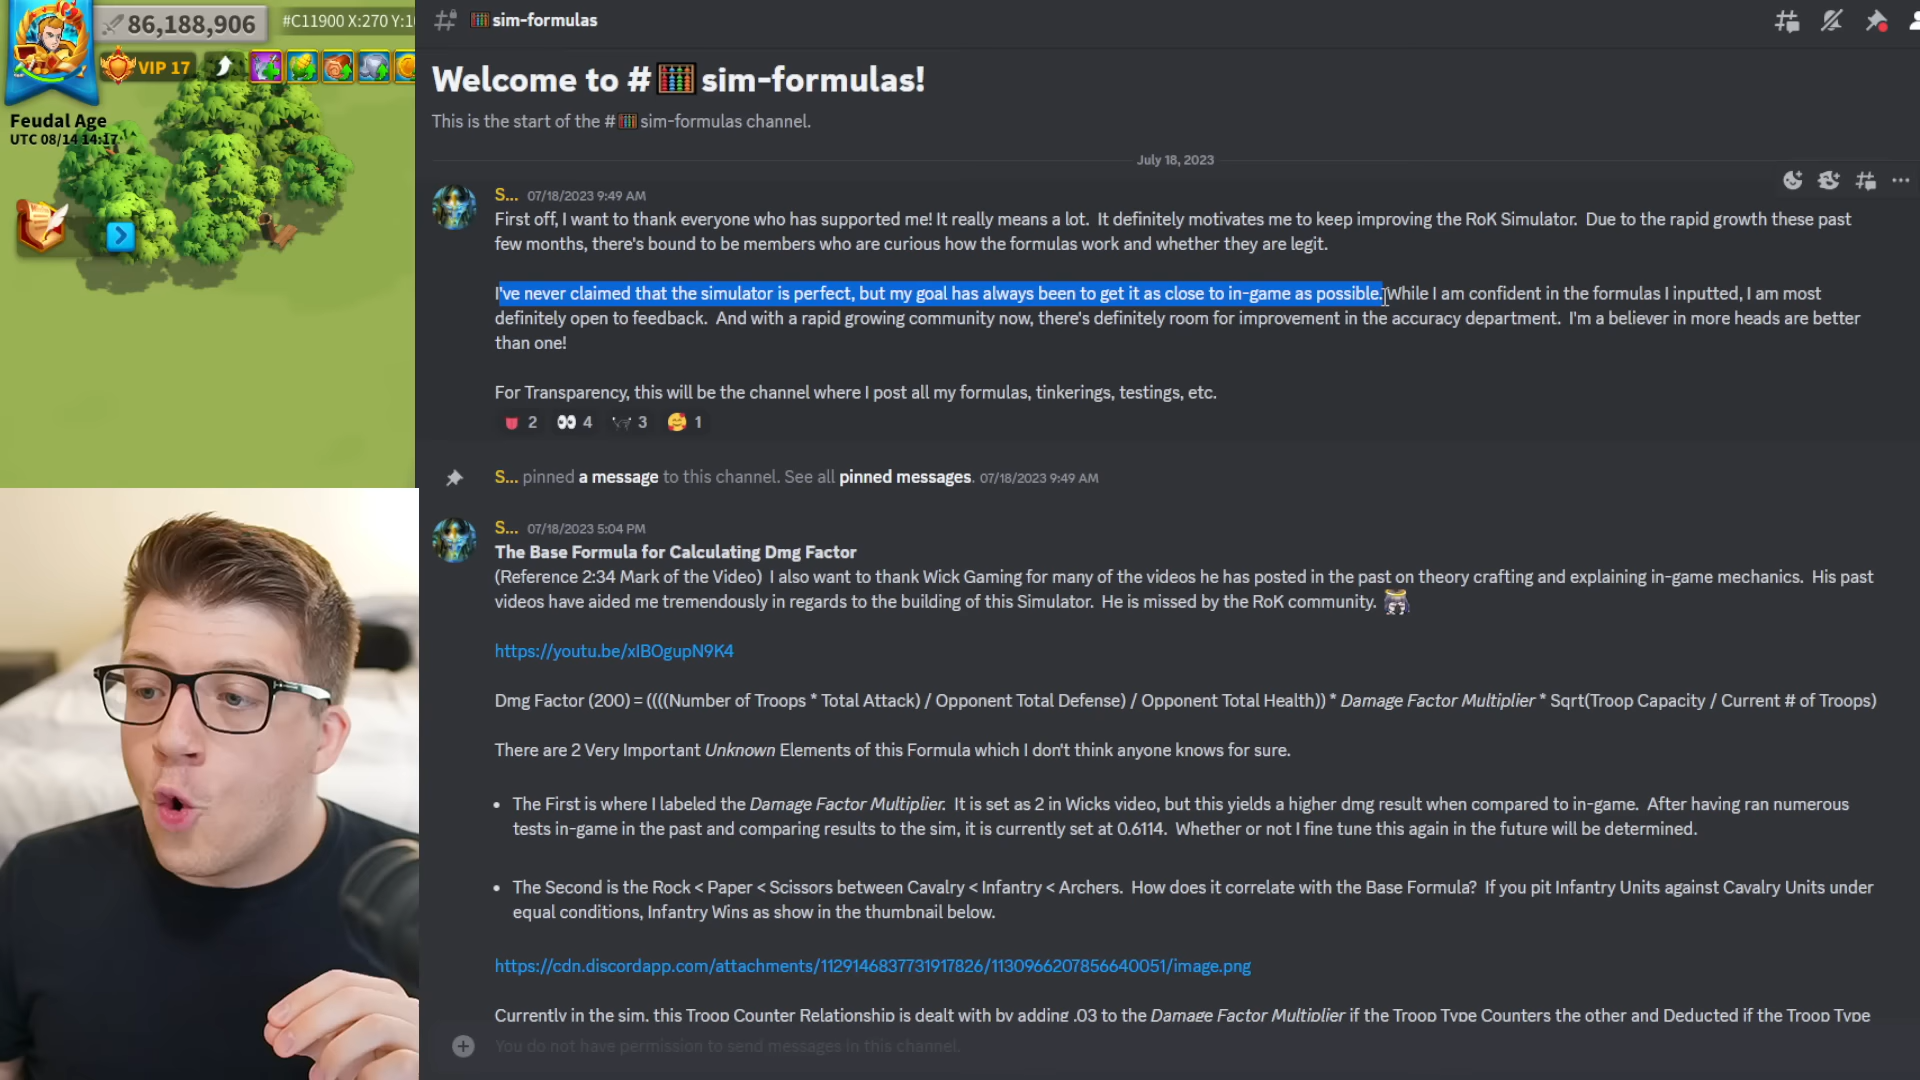 86,188,906
#C11900 X:270 Y:1
VIP 17
Feudal Age
UTC 08/14 14:17
sim-formulas
Welcome to # sim-formulas!
This is the start of the # sim-formulas channel.
July 18, 2023
S... 07/18/2023 9:49 AM
First off, I want to thank everyone who has supported me! It really means a lot. It definitely motivates me to keep improving the RoK Simulator. Due to the rapid growth these past
few months, there's bound to be members who are curious how the formulas work and whether they are legit.
I've never claimed that the simulator is perfect, but my goal has always been to get it as close to in-game as possible. While I am confident in the formulas I inputted, I am most
definitely open to feedback. And with a rapid growing community now, there's definitely room for improvement in the accuracy department. I'm a believer in more heads are better
than one!
For Transparency, this will be the channel where I post all my formulas, tinkerings, testings, etc.
2 4 3 1
S... pinned a message to this channel. See all pinned messages. 07/18/2023 9:49 AM
S... 07/18/2023 5:04 PM
The Base Formula for Calculating Dmg Factor
(Reference 2:34 Mark of the Video) I also want to thank Wick Gaming for many of the videos he has posted in the past on theory crafting and explaining in-game mechanics. His past
videos have aided me tremendously in regards to the building of this Simulator. He is missed by the RoK community.
https://youtu.be/xIBOgupN9K4
Dmg Factor (200) = ((((Number of Troops * Total Attack) / Opponent Total Defense) / Opponent Total Health)) * Damage Factor Multiplier * Sqrt(Troop Capacity / Current # of Troops)
There are 2 Very Important Unknown Elements of this Formula which I don't think anyone knows for sure.
• The First is where I labeled the Damage Factor Multiplier. It is set as 2 in Wicks video, but this yields a higher dmg result when compared to in-game. After having ran numerous
tests in-game in the past and comparing results to the sim, it is currently set at 0.6114. Whether or not I fine tune this again in the future will be determined.
• The Second is the Rock < Paper < Scissors between Cavalry < Infantry < Archers. How does it correlate with the Base Formula? If you pit Infantry Units against Cavalry Units under
equal conditions, Infantry Wins as show in the thumbnail below.
https://cdn.discordapp.com/attachments/1129146837731917826/1130966207856640051/image.png
Currently in the sim, this Troop Counter Relationship is dealt with by adding .03 to the Damage Factor Multiplier if the Troop Type Counters the other and Deducted if the Troop Type
You do not have permission to send messages in this channel.